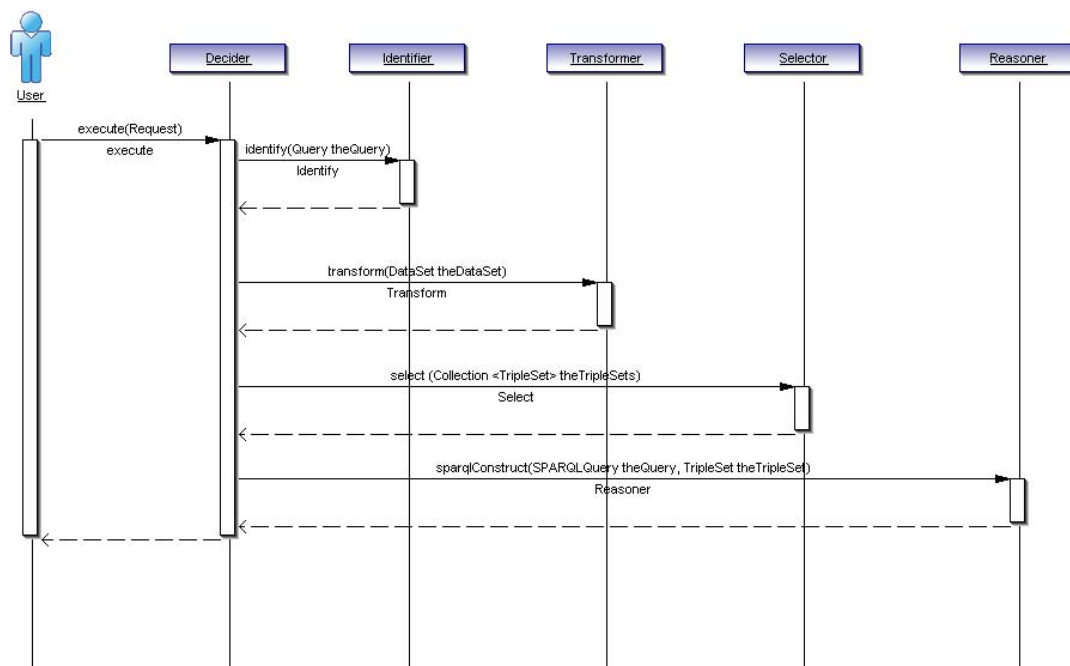 Decider
Identifier
Transformer
Selector
Reasoner
User
execute(Request)
execute
identify(Query theQuery)
Identify
transform(DataSet theDataSet)
Transform
select (Collection <TripleSet> theTripleSets)
Select
sparqlConstruct(SPARQLQuery theQuery, TripleSet theTripleSet)
Reasoner